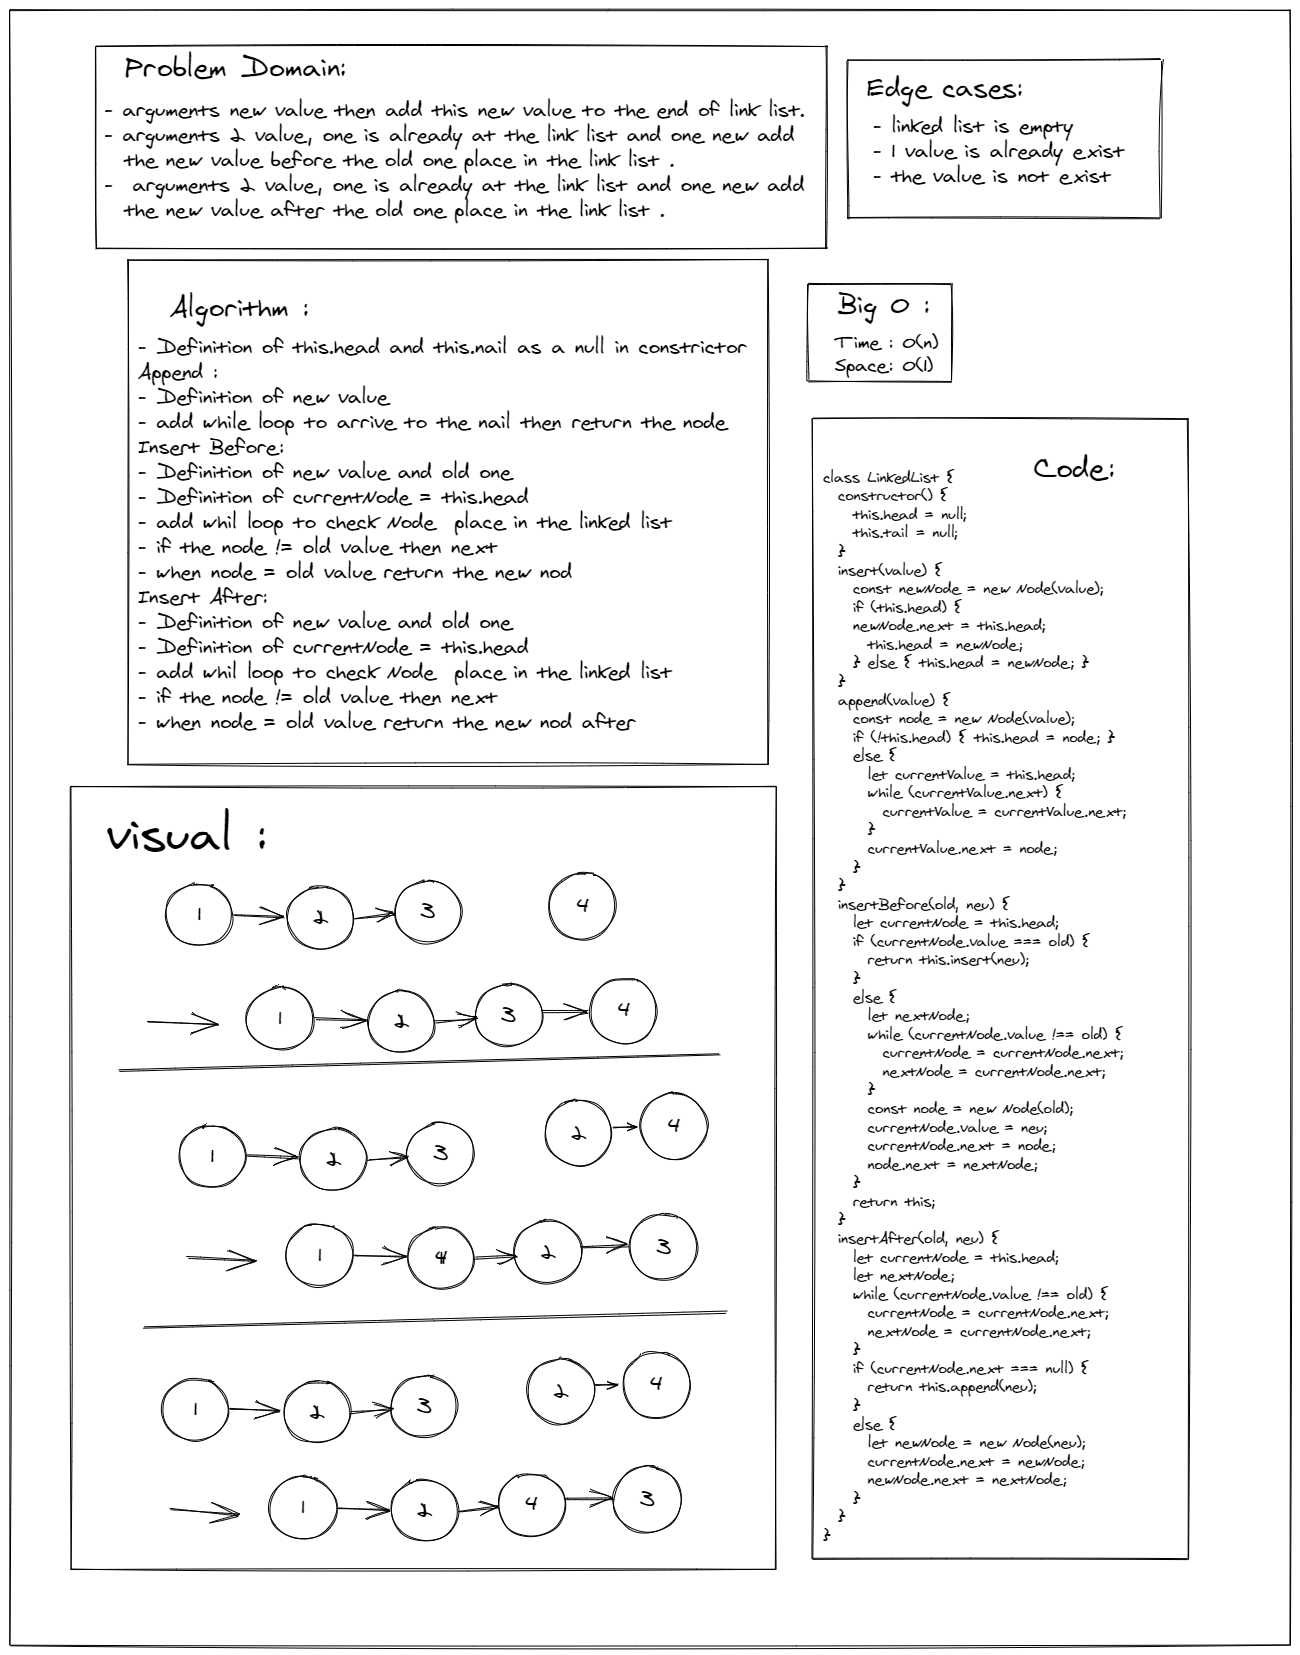 Problem Domain:
- arguments new value then add this new value to the end of link list.
- arguments 2 value, one is already at the link list and one new add
the new value before the old one place in the link list .
- arguments 2 value, one is already at the link list and one new add
the new value after the old one place in the link list .
Edge cases:
- linked list is empty
- 1 value is already exist
- the value is not exist
Algorithm :
- Definition of this.head and this.nail as a null in constrictor
Append :
- Definition of new value
- add while loop to arrive to the nail then return the node
Insert Before:
- Definition of new value and old one
- Definition of currentNode = this.head
- add whil loop to check Node place in the linked list
- if the node != old value then next
- when node = old value return the new nod
Insert After:
- Definition of new value and old one
- Definition of currentNode = this.head
- add whil loop to check Node place in the linked list
- if the node != old value then next
- when node = old value return the new nod after
Big O :
Time : O(n)
Space: O(1)
Code:
class LinkedList {
constructor() {
this.head = null;
this.tail = null;
}
insert(value) {
const newNode = new Node(value);
if (this.head) {
newNode.next = this.head;
this.head = newNode;
} else { this.head = newNode; }
}
append(value) {
const node = new Node(value);
if (!this.head) { this.head = node; }
else {
let currentValue = this.head;
while (currentValue.next) {
currentValue = currentValue.next;
}
currentValue.next = node;
}
}
insertBefore(old, neu) {
let currentNode = this.head;
if (currentNode.value === old) {
return this.insert(neu);
}
else {
let nextNode;
while (currentNode.value !== old) {
currentNode = currentNode.next;
nextNode = currentNode.next;
}
const node = new Node(old);
currentNode.value = neu;
currentNode.next = node;
node.next = nextNode;
}
return this;
}
insertAfter(old, neu) {
let currentNode = this.head;
let nextNode;
while (currentNode.value !== old) {
currentNode = currentNode.next;
nextNode = currentNode.next;
}
if (currentNode.next === null) {
return this.append(neu);
}
else {
let newNode = new Node(neu);
currentNode.next = newNode;
newNode.next = nextNode;
}
}
}
visual :
1 2 3 4
1 2 3 4
1 2 3 2 4
1 4 2 3
1 2 3 2 4
1 2 4 3